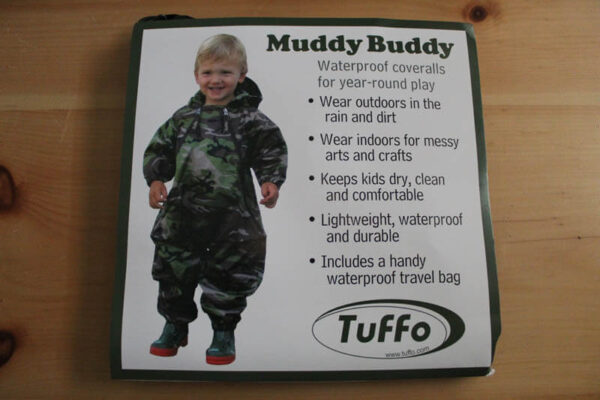 Muddy Buddy
Waterproof coveralls
for year-round play
• Wear outdoors in the
rain and dirt
• Wear indoors for messy
arts and crafts
• Keeps kids dry, clean
and comfortable
• Lightweight, waterproof
and durable
• Includes a handy
waterproof travel bag
Tuffo
www.tuffo.com